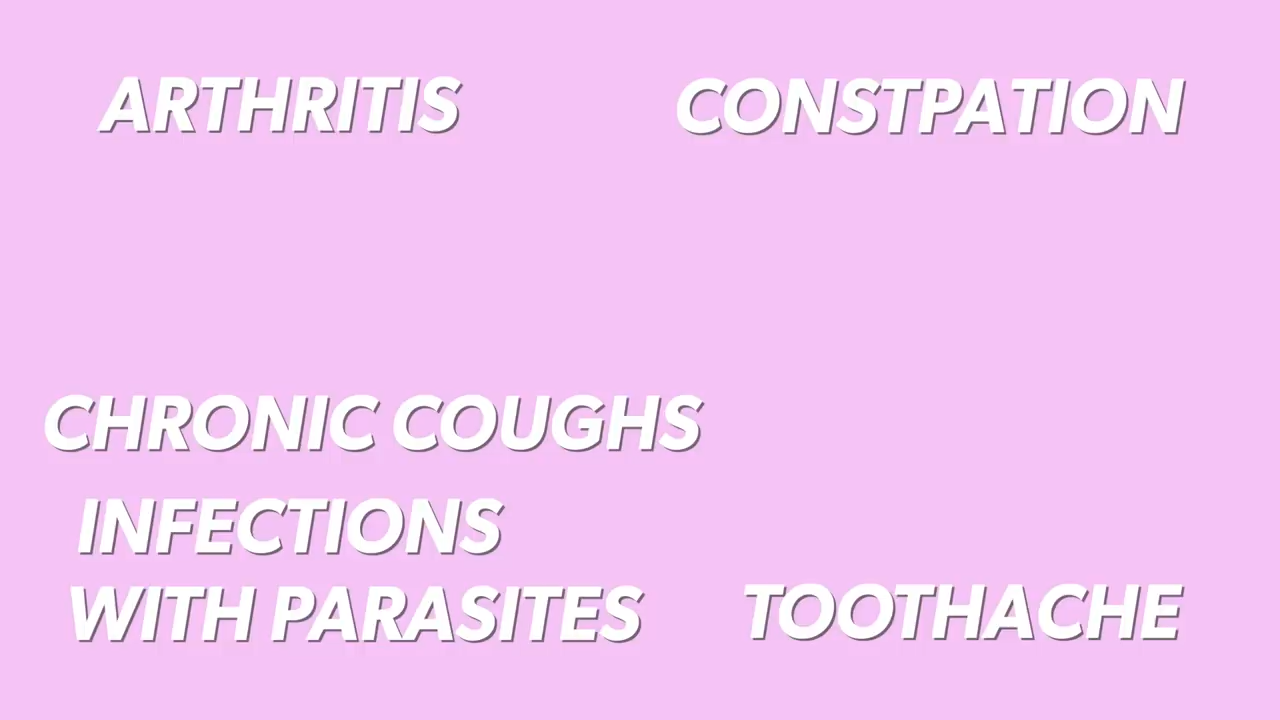 ARTHRITIS
CONSTPATION
CHRONIC COUGHS
INFECTIONS
WITH PARASITES
TOOTHACHE